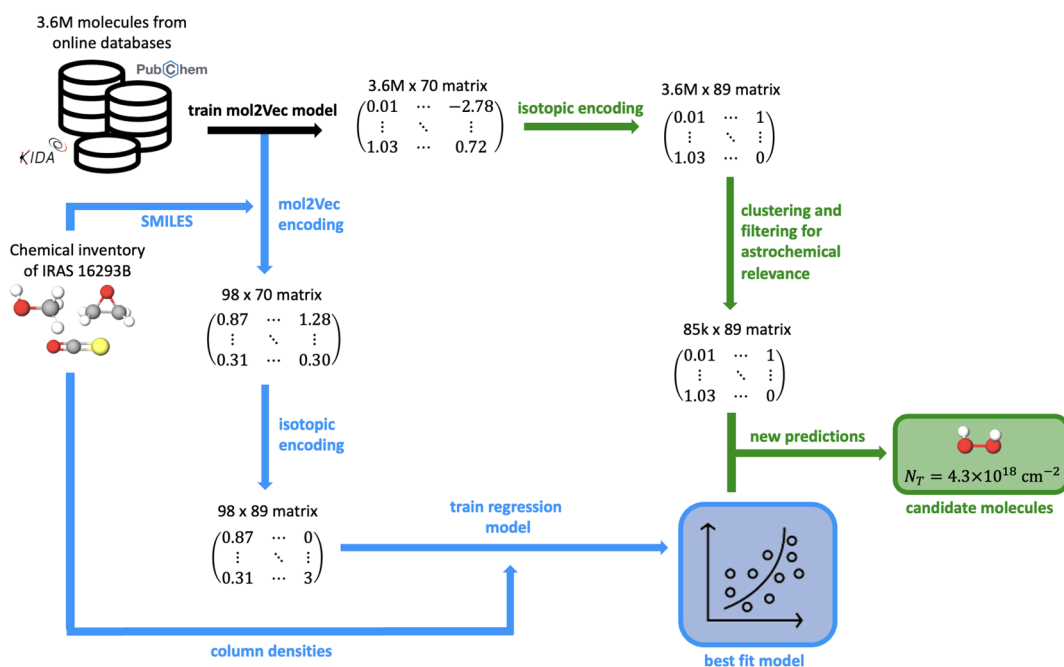 3.6M molecules from
online databases
PubChem
KIDA
train mol2Vec model
3.6M x 70 matrix
0.01 ⋯ −2.78
⋮ ⋱ ⋮
1.03 ⋯ 0.72
isotopic encoding
3.6M x 89 matrix
0.01 ⋯ 1
⋮ ⋱ ⋮
1.03 ⋯ 0
SMILES
mol2Vec
encoding
clustering and
filtering for
astrochemical
relevance
Chemical inventory
of IRAS 16293B
98 x 70 matrix
0.87 ⋯ 1.28
⋮ ⋱ ⋮
0.31 ⋯ 0.30
85k x 89 matrix
0.01 ⋯ 1
⋮ ⋱ ⋮
1.03 ⋯ 0
isotopic
encoding
new predictions
N_T = 4.3×10^18 cm^−2
candidate molecules
98 x 89 matrix
0.87 ⋯ 0
⋮ ⋱ ⋮
0.31 ⋯ 3
train regression
model
column densities
best fit model